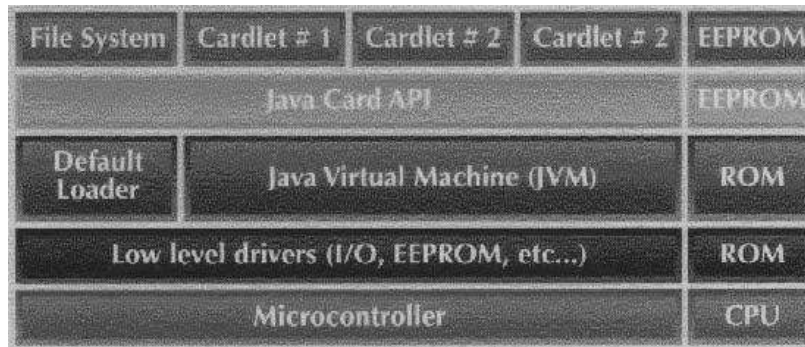 File System Cardlet # 1 Cardlet # 2 Cardlet # 2 EEPROM
Java Card API EEPROM
Default
Loader
Java Virtual Machine (JVM) ROM
Low level drivers (I/O, EEPROM, etc...) ROM
Microcontroller CPU